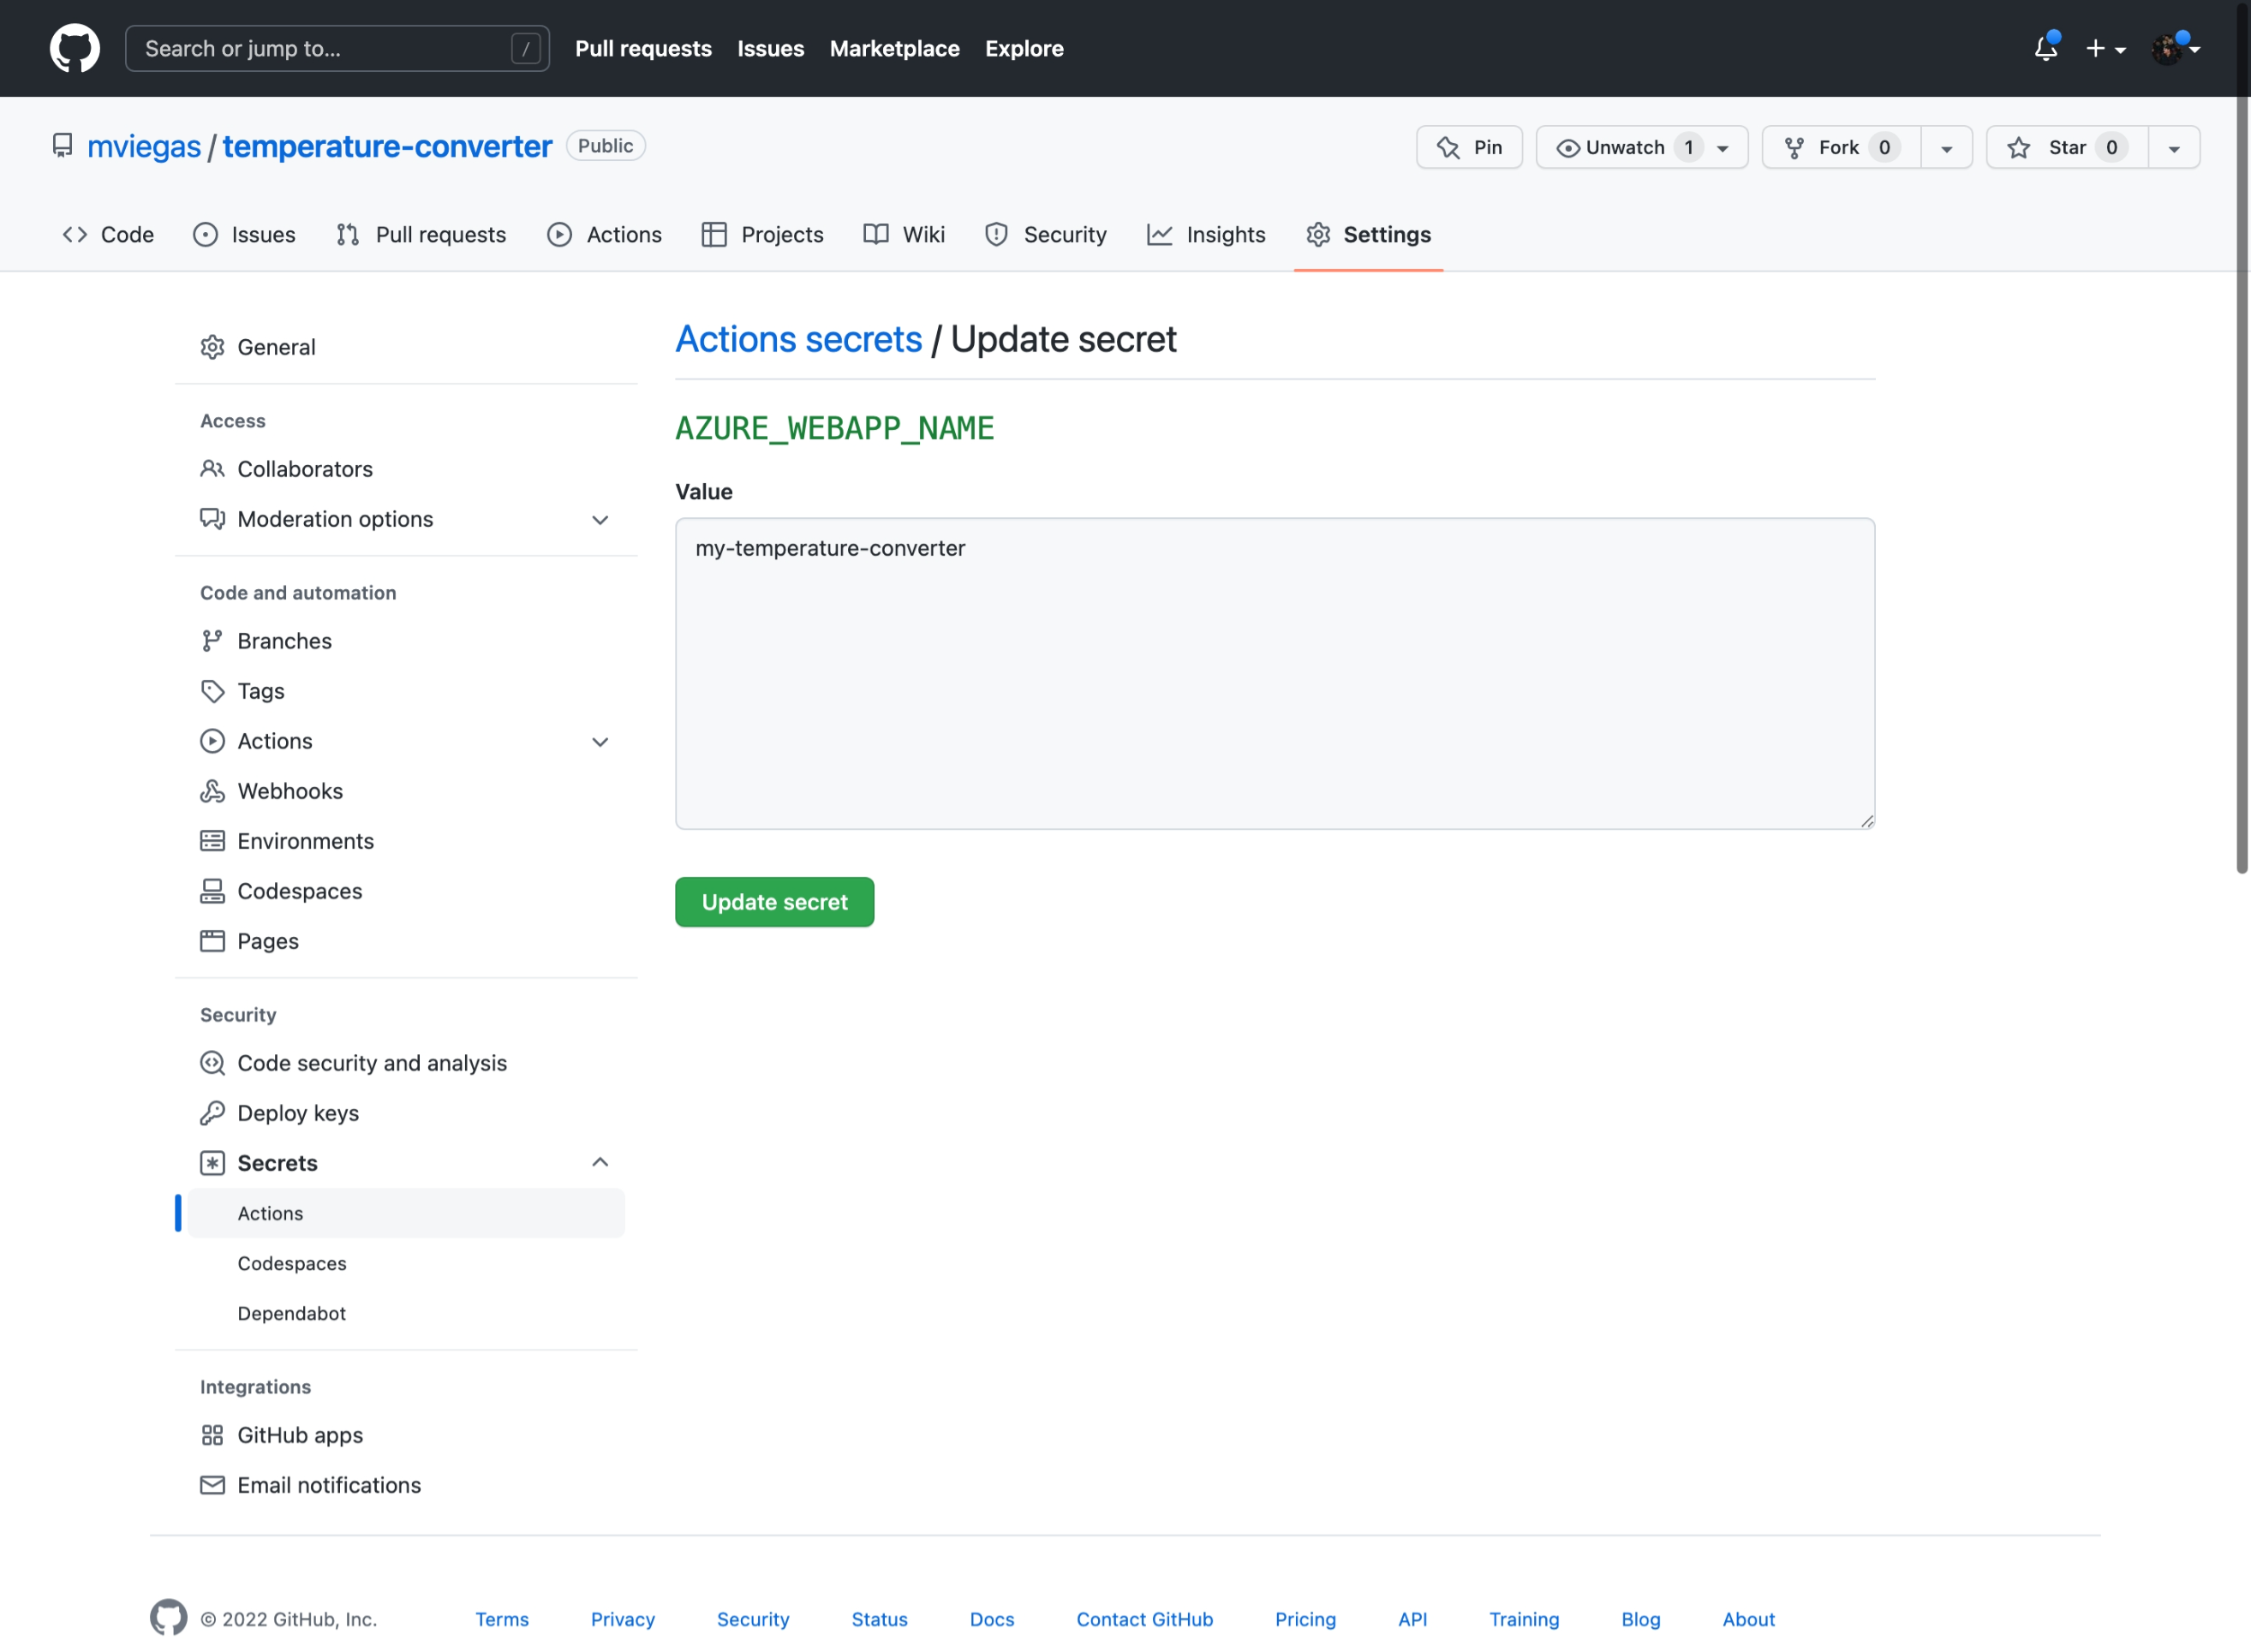 Search or jump to... /
Pull requests Issues Marketplace Explore
mviegas / temperature-converter Public
Pin Unwatch 1 Fork 0 Star 0
Code Issues Pull requests Actions Projects Wiki Security Insights Settings
General
Access
Collaborators
Moderation options
Code and automation
Branches
Tags
Actions
Webhooks
Environments
Codespaces
Pages
Security
Code security and analysis
Deploy keys
Secrets
Actions
Codespaces
Dependabot
Integrations
GitHub apps
Email notifications
Actions secrets / Update secret
AZURE_WEBAPP_NAME
Value
my-temperature-converter
Update secret
© 2022 GitHub, Inc. Terms Privacy Security Status Docs Contact GitHub Pricing API Training Blog About